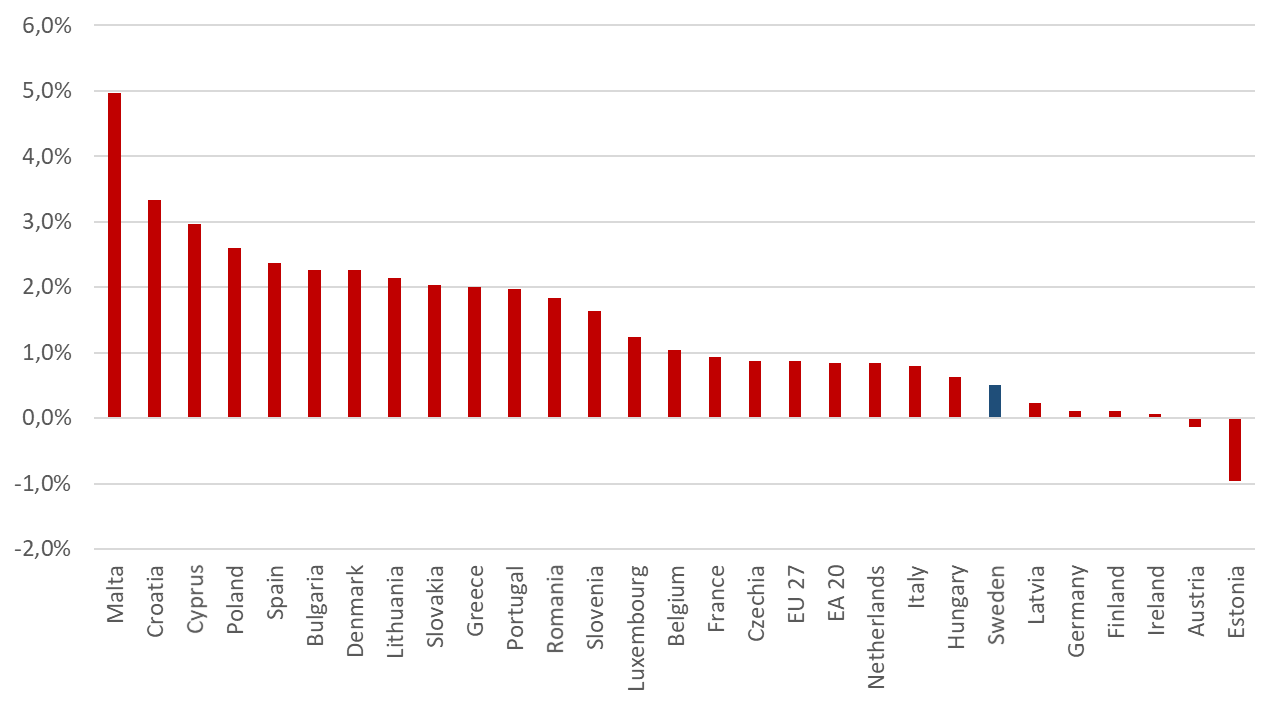 6,0%
5,0%
4,0%
3,0%
2,0%
1,0%
0,0%
-1,0%
-2,0%
Malta
Croatia
Cyprus
Poland
Spain
Bulgaria
Denmark
Lithuania
Slovakia
Greece
Portugal
Romania
Slovenia
Luxembourg
Belgium
France
Czechia
EU 27
EA 20
Netherlands
Italy
Hungary
Sweden
Latvia
Germany
Finland
Ireland
Austria
Estonia